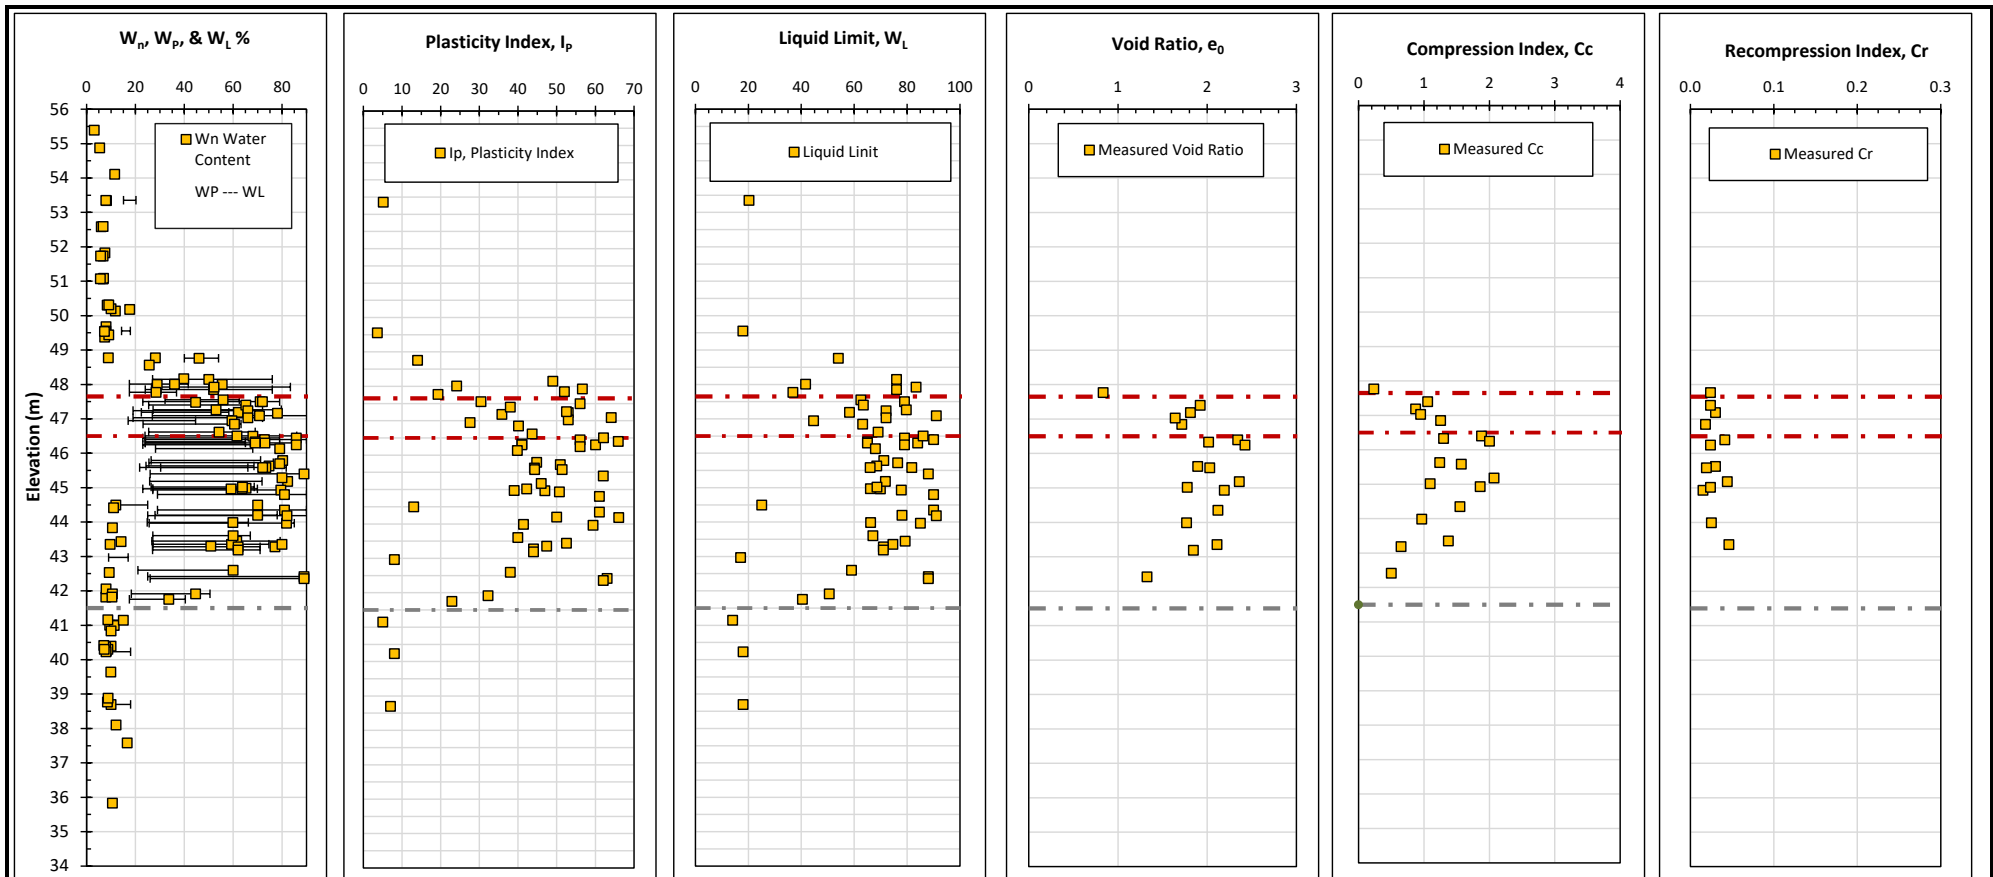 Wn, WP, & WL %
Plasticity Index, IP
Liquid Limit, WL
Void Ratio, e0
Compression Index, Cc
Recompression Index, Cr
0 20 40 60 80
0 10 20 30 40 50 60 70
0 20 40 60 80 100
0 1 2 3
0 1 2 3 4
0.0 0.1 0.2 0.3
Elevation (m)
56
55
54
53
52
51
50
49
48
47
46
45
44
43
42
41
40
39
38
37
36
35
34
Wn Water
Content
WP --- WL
Ip, Plasticity Index
Liquid Linit
Measured Void Ratio
Measured Cc
Measured Cr